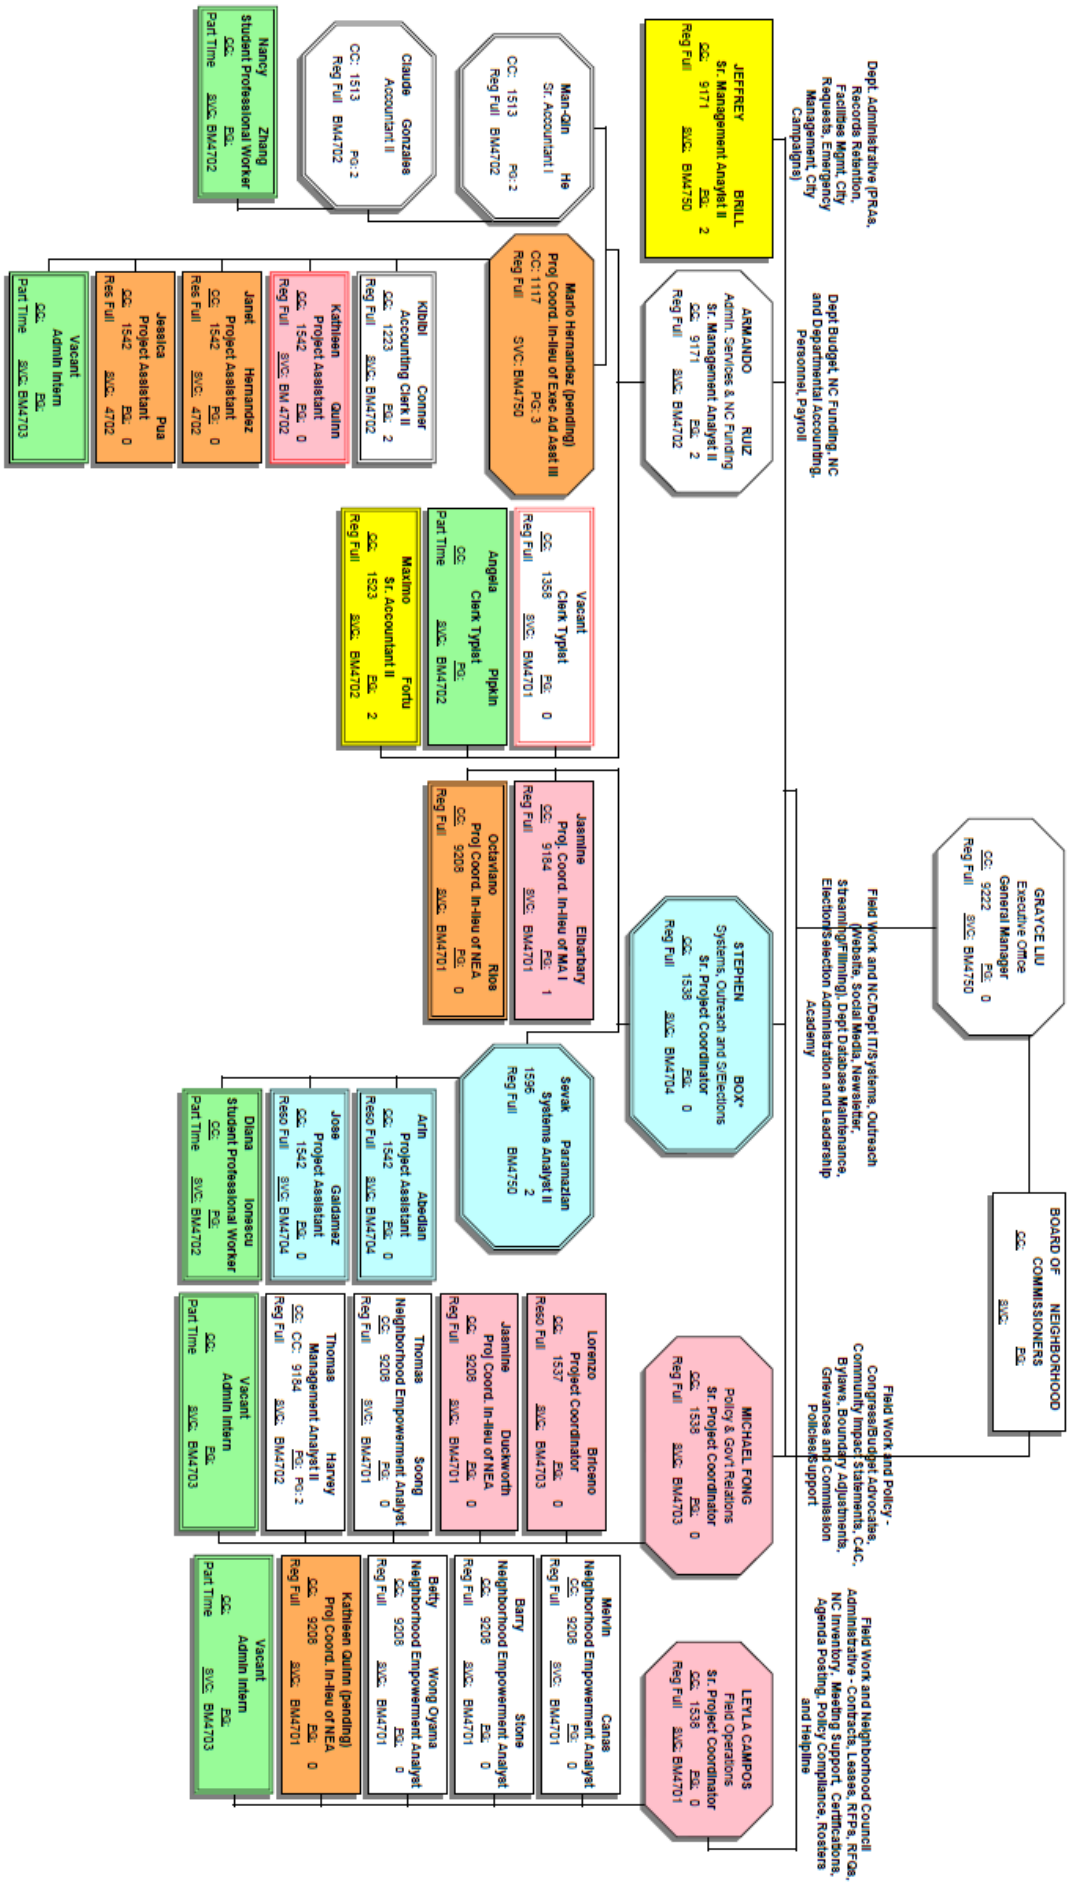 BOARD OF NEIGHBORHOOD
COMMISSIONERS
CC: PG:
SVC:
GRAYCE LIU
Executive Office
General Manager
CC: 9222 PG: 0
Reg Full SVC: BM4750
Dept. Administrative (PRAs,
Records Retention,
Facilities Mgmt, City
Requests, Emergency
Management, City
Campaigns)
Dept Budget, NC Funding, NC
and Departmental Accounting,
Personnel, Payroll
Field Work and NC/Dept IT/Systems, Outreach
(Website, Social Media, Newsletter,
Streaming/Filming), Dept Database Maintenance,
Election/Selection Administration and Leadership
Academy
Field Work and Policy -
Congress/Budget Advocates,
Community Impact Statements, C4C,
Bylaws, Boundary Adjustments,
Grievances and Commission
Policies/Support
Field Work and Neighborhood Council
Administrative - Contracts, Leases, RFPs, RFQs,
NC Inventory, Meeting Support, Certifications,
Agenda Posting, Policy Compliance, Rosters
and Helpline
JEFFREY BRILL
Sr. Management Anaylst II
CC: 9171 PG: 2
Reg Full SVC: BM4750
ARMANDO RUIZ
Admin. Services & NC Funding
Sr. Management Analyst II
CC: 9171 PG: 2
Reg Full SVC: BM4702
STEPHEN BOX*
Systems, Outreach and S/Elections
Sr. Project Coordinator
CC: 1538 PG: 0
Reg Full SVC: BM4704
MICHAEL FONG
Policy & Gov't Relations
Sr. Project Coordinator
CC: 1538 PG: 0
Reg Full SVC: BM4703
LEYLA CAMPOS
Field Operations
Sr. Project Coordinator
CC: 1538 PG: 0
Reg Full SVC: BM4701
Man-Qin He
Sr. Accountant I
CC: 1513 PG: 2
Reg Full BM4702
Claude Gonzales
Accountant II
CC: 1513 PG: 2
Reg Full BM4702
Nancy Zhang
Student Professional Worker
CC: PG:
Part Time SVC: BM4702
Mario Hernandez (pending)
Proj Coord. In-lieu of Exec Ad Asst III
CC: 1117 PG: 3
Reg Full SVC: BM4750
Kibibi Conner
Accounting Clerk II
CC: 1223 PG: 2
Reg Full SVC: BM4702
Kathleen Quinn
Project Assistant
CC: 1542 PG: 0
Reg Full SVC: BM 4702
Janet Hernandez
Project Assistant
CC: 1542 PG: 0
Res Full SVC: 4702
Jessica Pua
Project Assistant
CC: 1542 PG: 0
Res Full SVC: 4702
Vacant
Admin Intern
CC: PG:
Part Time SVC: BM4703
Vacant
Clerk Typist
CC: 1358 PG: 0
Reg Full SVC: BM4701
Angela Pipkin
Clerk Typist
CC: PG:
Part Time SVC: BM4702
Maximo Fortu
Sr. Accountant II
CC: 1523 PG: 2
Reg Full SVC: BM4702
Jasmine Elbarbary
Proj. Coord. In-lieu of MA I
CC: 9184 PG: 1
Reg Full SVC: BM4701
Octaviano Rios
Proj Coord. In-lieu of NEA
CC: 9208 PG: 0
Reg Full SVC: BM4701
Sevak Paramazian
Systems Analyst II
1596 2
Reg Full BM4750
Arin Abedian
Project Assistant
CC: 1542 PG: 0
Reso Full SVC: BM4704
Jose Galdamez
Project Assistant
CC: 1542 PG: 0
Reso Full SVC: BM4704
Diana Ionescu
Student Professional Worker
CC: PG:
Part Time SVC: BM4702
Lorenzo Briceno
Project Coordinator
CC: 1537 PG: 0
Reso Full SVC: BM4703
Jasmine Duckworth
Proj Coord. In-lieu of NEA
CC: 9208 PG: 0
Reg Full SVC: BM4701
Thomas Soong
Neighborhood Empowerment Analyst
CC: 9208 PG: 0
Reg Full SVC: BM4701
Thomas Harvey
Management Analyst II
CC: CC: 9184 PG: PG: 2
Reg Full SVC: BM4702
Vacant
Admin Intern
CC: PG:
Part Time SVC: BM4703
Melvin Canas
Neighborhood Empowerment Analyst
CC: 9208 PG: 0
Reg Full SVC: BM4701
Barry Stone
Neighborhood Empowerment Analyst
CC: 9208 PG: 0
Reg Full SVC: BM4701
Betty Wong Oyama
Neighborhood Empowerment Analyst
CC: 9208 PG: 0
Reg Full SVC: BM4701
Kathleen Quinn (pending)
Proj Coord. In-lieu of NEA
CC: 9208 PG: 0
Reg Full SVC: BM4701
Vacant
Admin Intern
CC: PG:
Part Time SVC: BM4703